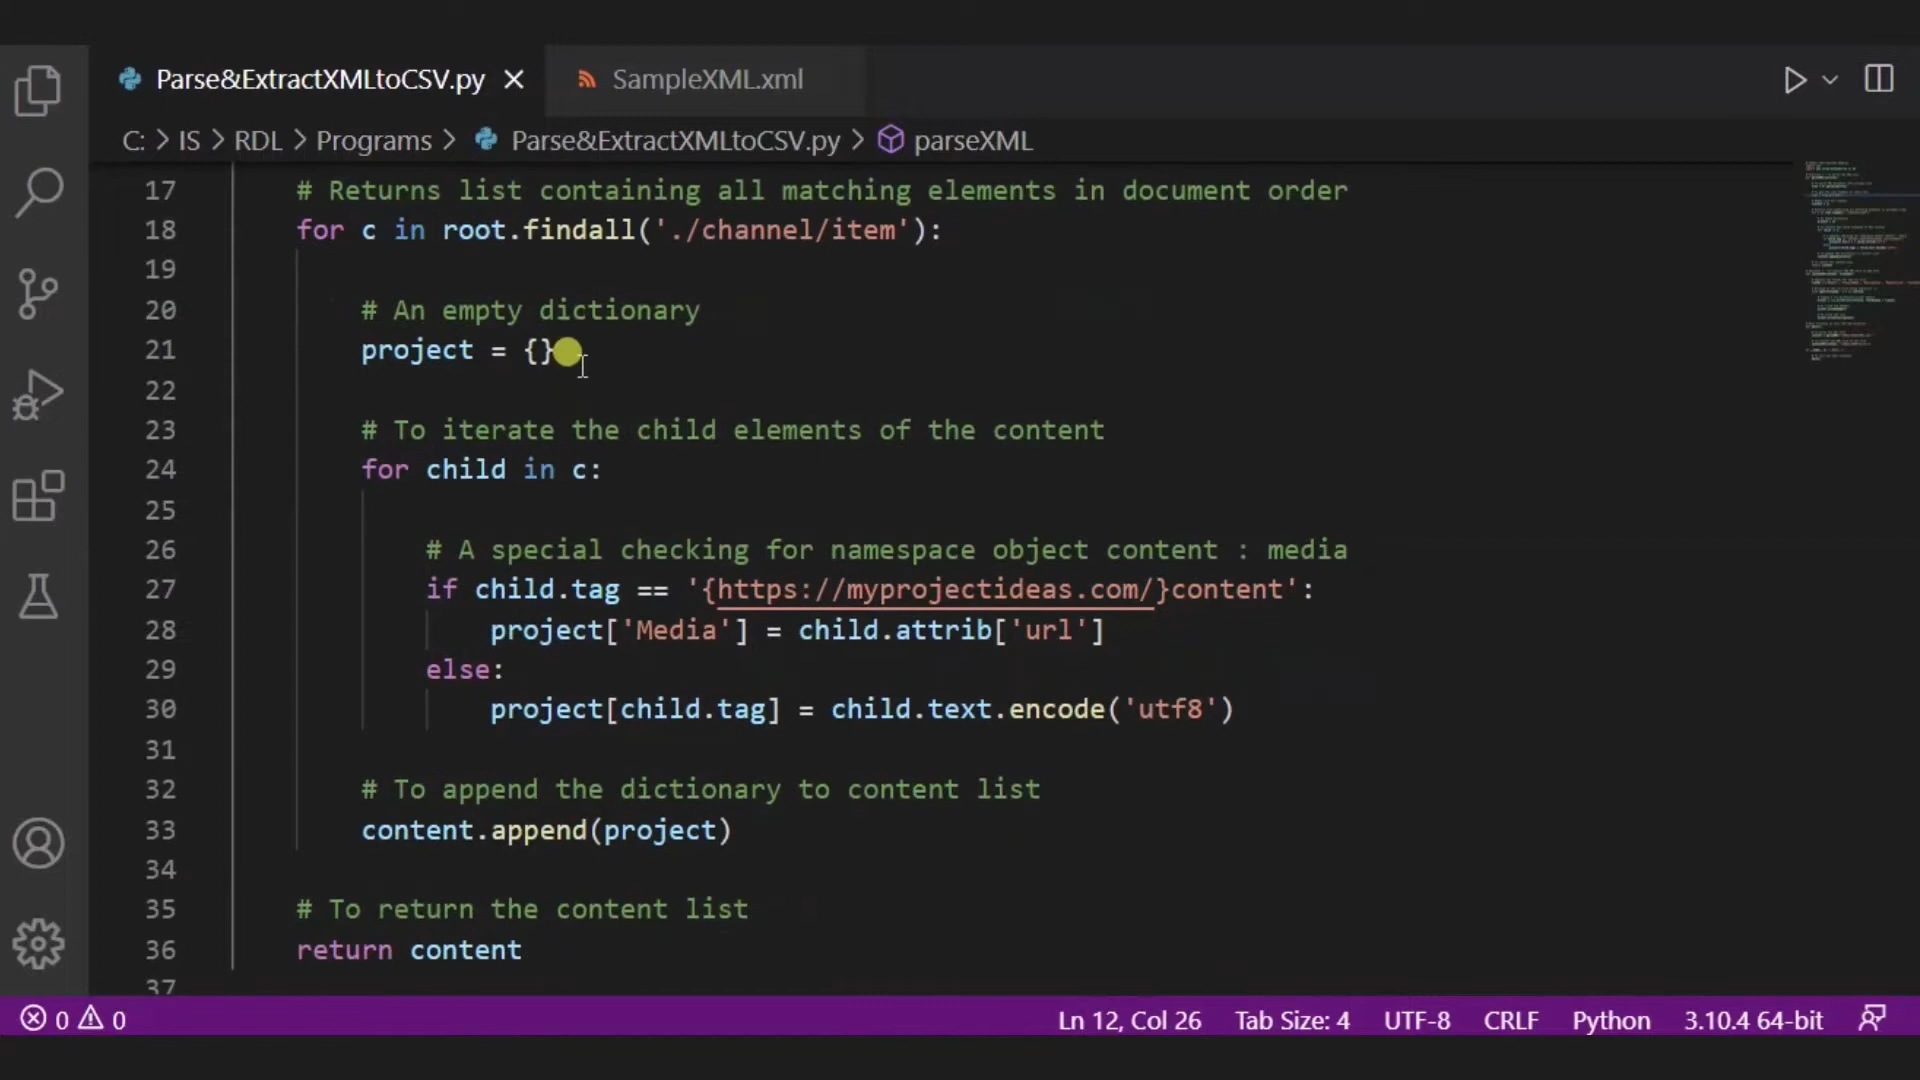 Parse&ExtractXMLtoCSV.py
SampleXML.xml
C: > IS > RDL > Programs > Parse&ExtractXMLtoCSV.py > parseXML
17 # Returns list containing all matching elements in document order
18 for c in root.findall('./channel/item'):
19
20 # An empty dictionary
21 project = {}
22
23 # To iterate the child elements of the content
24 for child in c:
25
26 # A special checking for namespace object content : media
27 if child.tag == '{https://myprojectideas.com/}content':
28 project['Media'] = child.attrib['url']
29 else:
30 project[child.tag] = child.text.encode('utf8')
31
32 # To append the dictionary to content list
33 content.append(project)
34
35 # To return the content list
36 return content
37
0 0 Ln 12, Col 26 Tab Size: 4 UTF-8 CRLF Python 3.10.4 64-bit